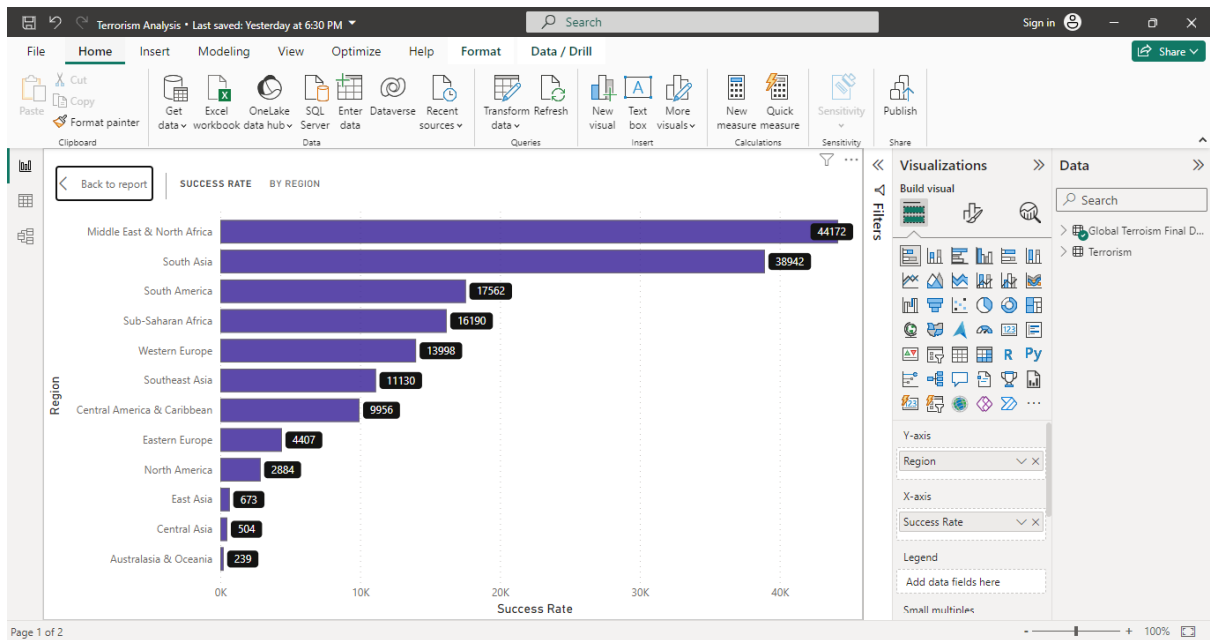 Terrorism Analysis • Last saved: Yesterday at 6:30 PM
Search
Sign in
File Home Insert Modeling View Optimize Help Format Data / Drill
Share
Paste
Cut
Copy
Format painter
Clipboard
Get data
Excel workbook
OneLake data hub
SQL Server
Enter data
Dataverse
Recent sources
Data
Transform data
Refresh
Queries
New visual
Text box
More visuals
Insert
New measure
Quick measure
Calculations
Sensitivity
Sensitivity
Publish
Share
Back to report
SUCCESS RATE BY REGION
Region
Middle East & North Africa 44172
South Asia 38942
South America 17562
Sub-Saharan Africa 16190
Western Europe 13998
Southeast Asia 11130
Central America & Caribbean 9956
Eastern Europe 4407
North America 2884
East Asia 673
Central Asia 504
Australasia & Oceania 239
0K 10K 20K 30K 40K
Success Rate
Filters
Visualizations
Build visual
R Py
123
123
Y-axis
Region
X-axis
Success Rate
Legend
Add data fields here
Small multiples
Data
Search
Global Terroism Final D...
Terrorism
Page 1 of 2
- + 100%